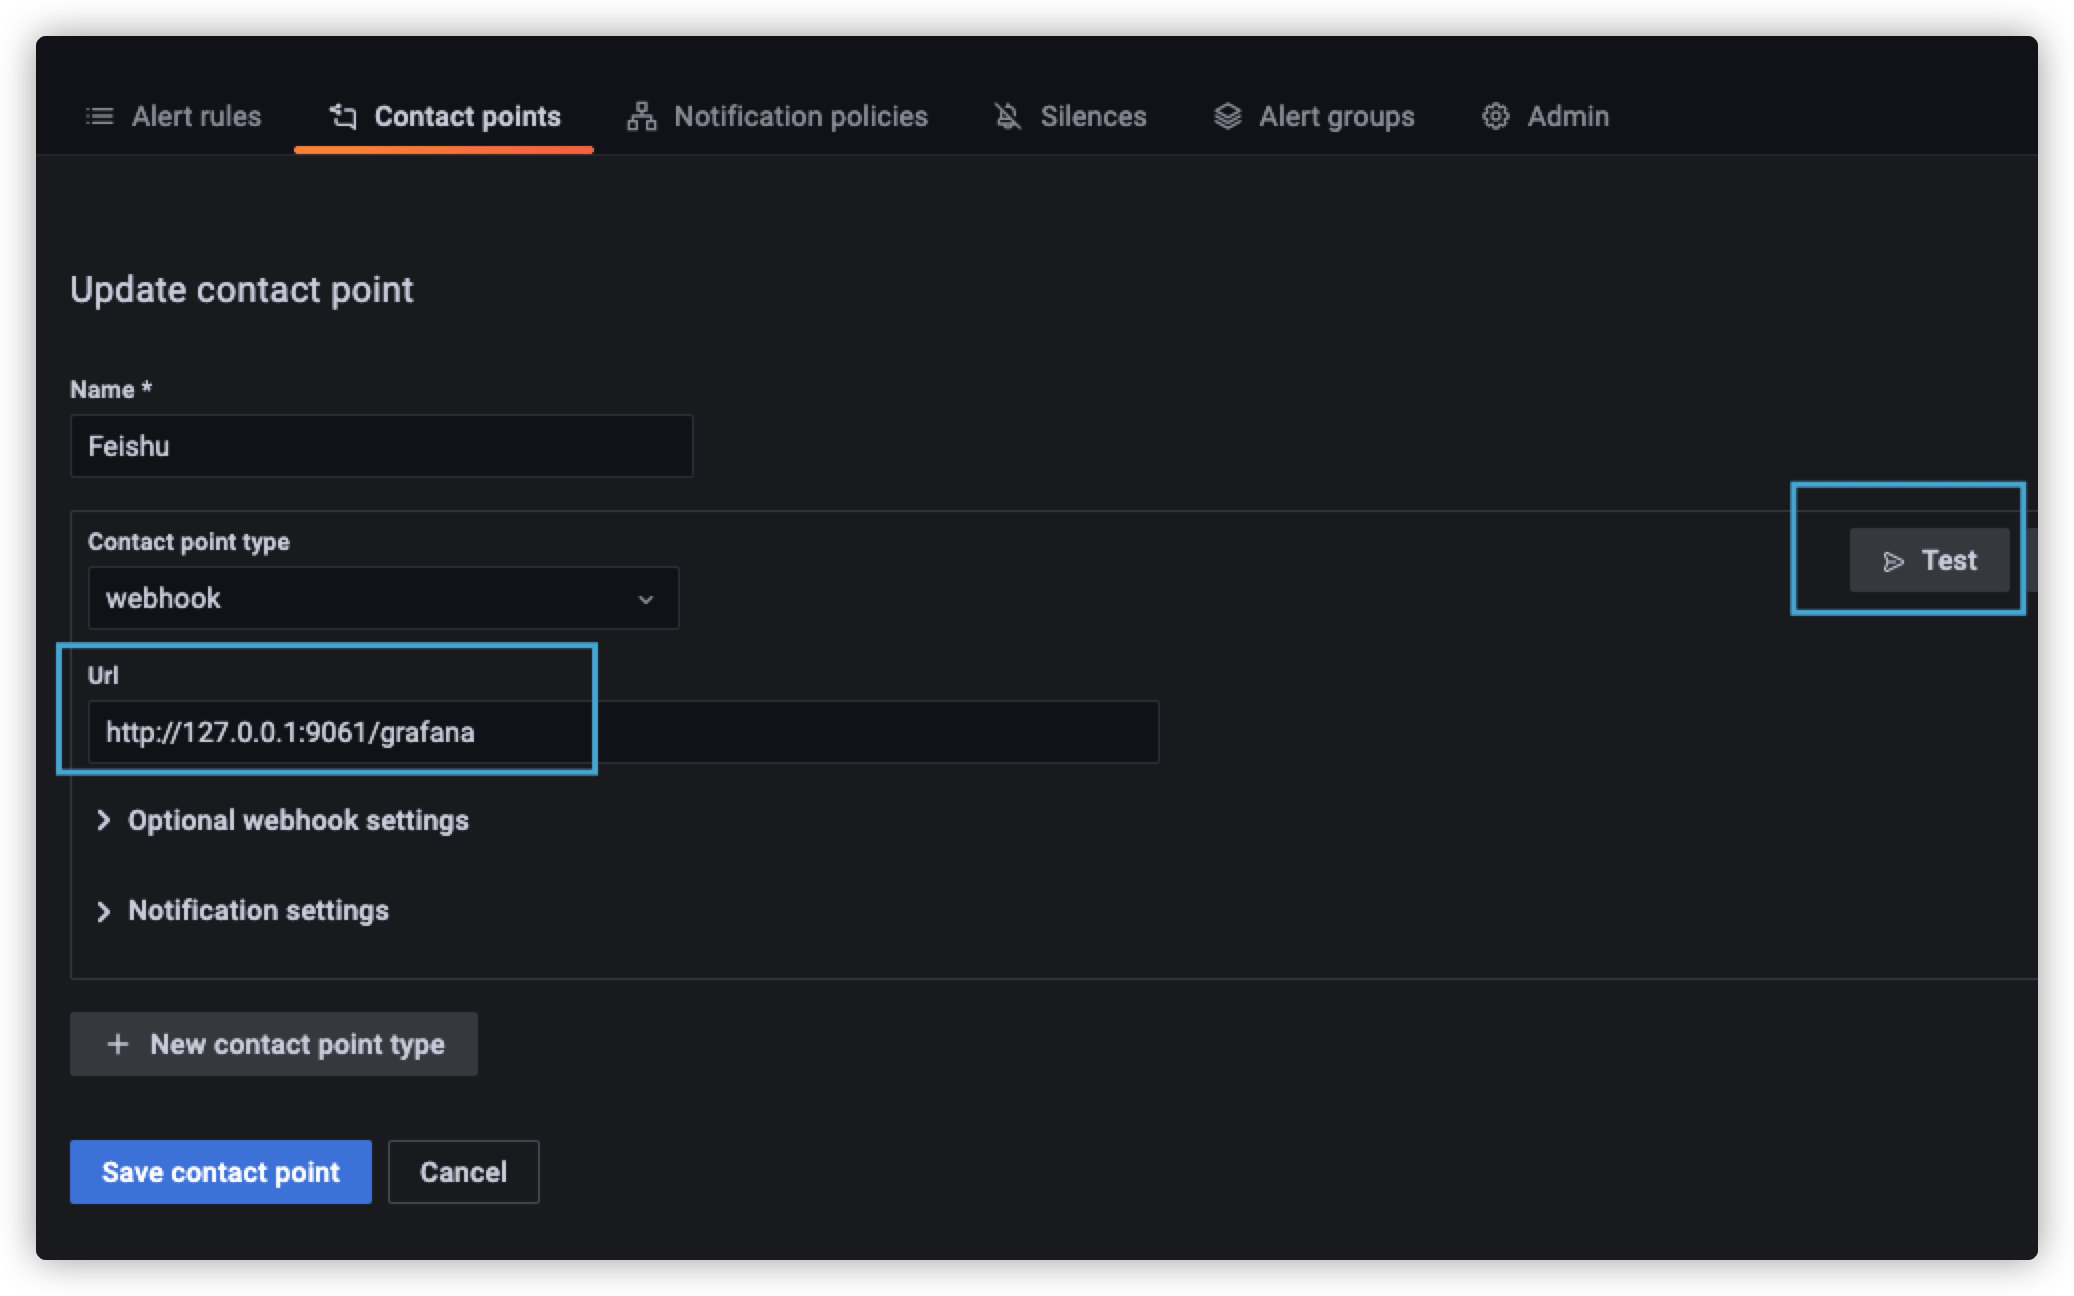 Alert rules Contact points Notification policies Silences Alert groups Admin
Update contact point
Name *
Feishu
Contact point type
webhook
Test
Url
http://127.0.0.1:9061/grafana
Optional webhook settings
Notification settings
+ New contact point type
Save contact point Cancel